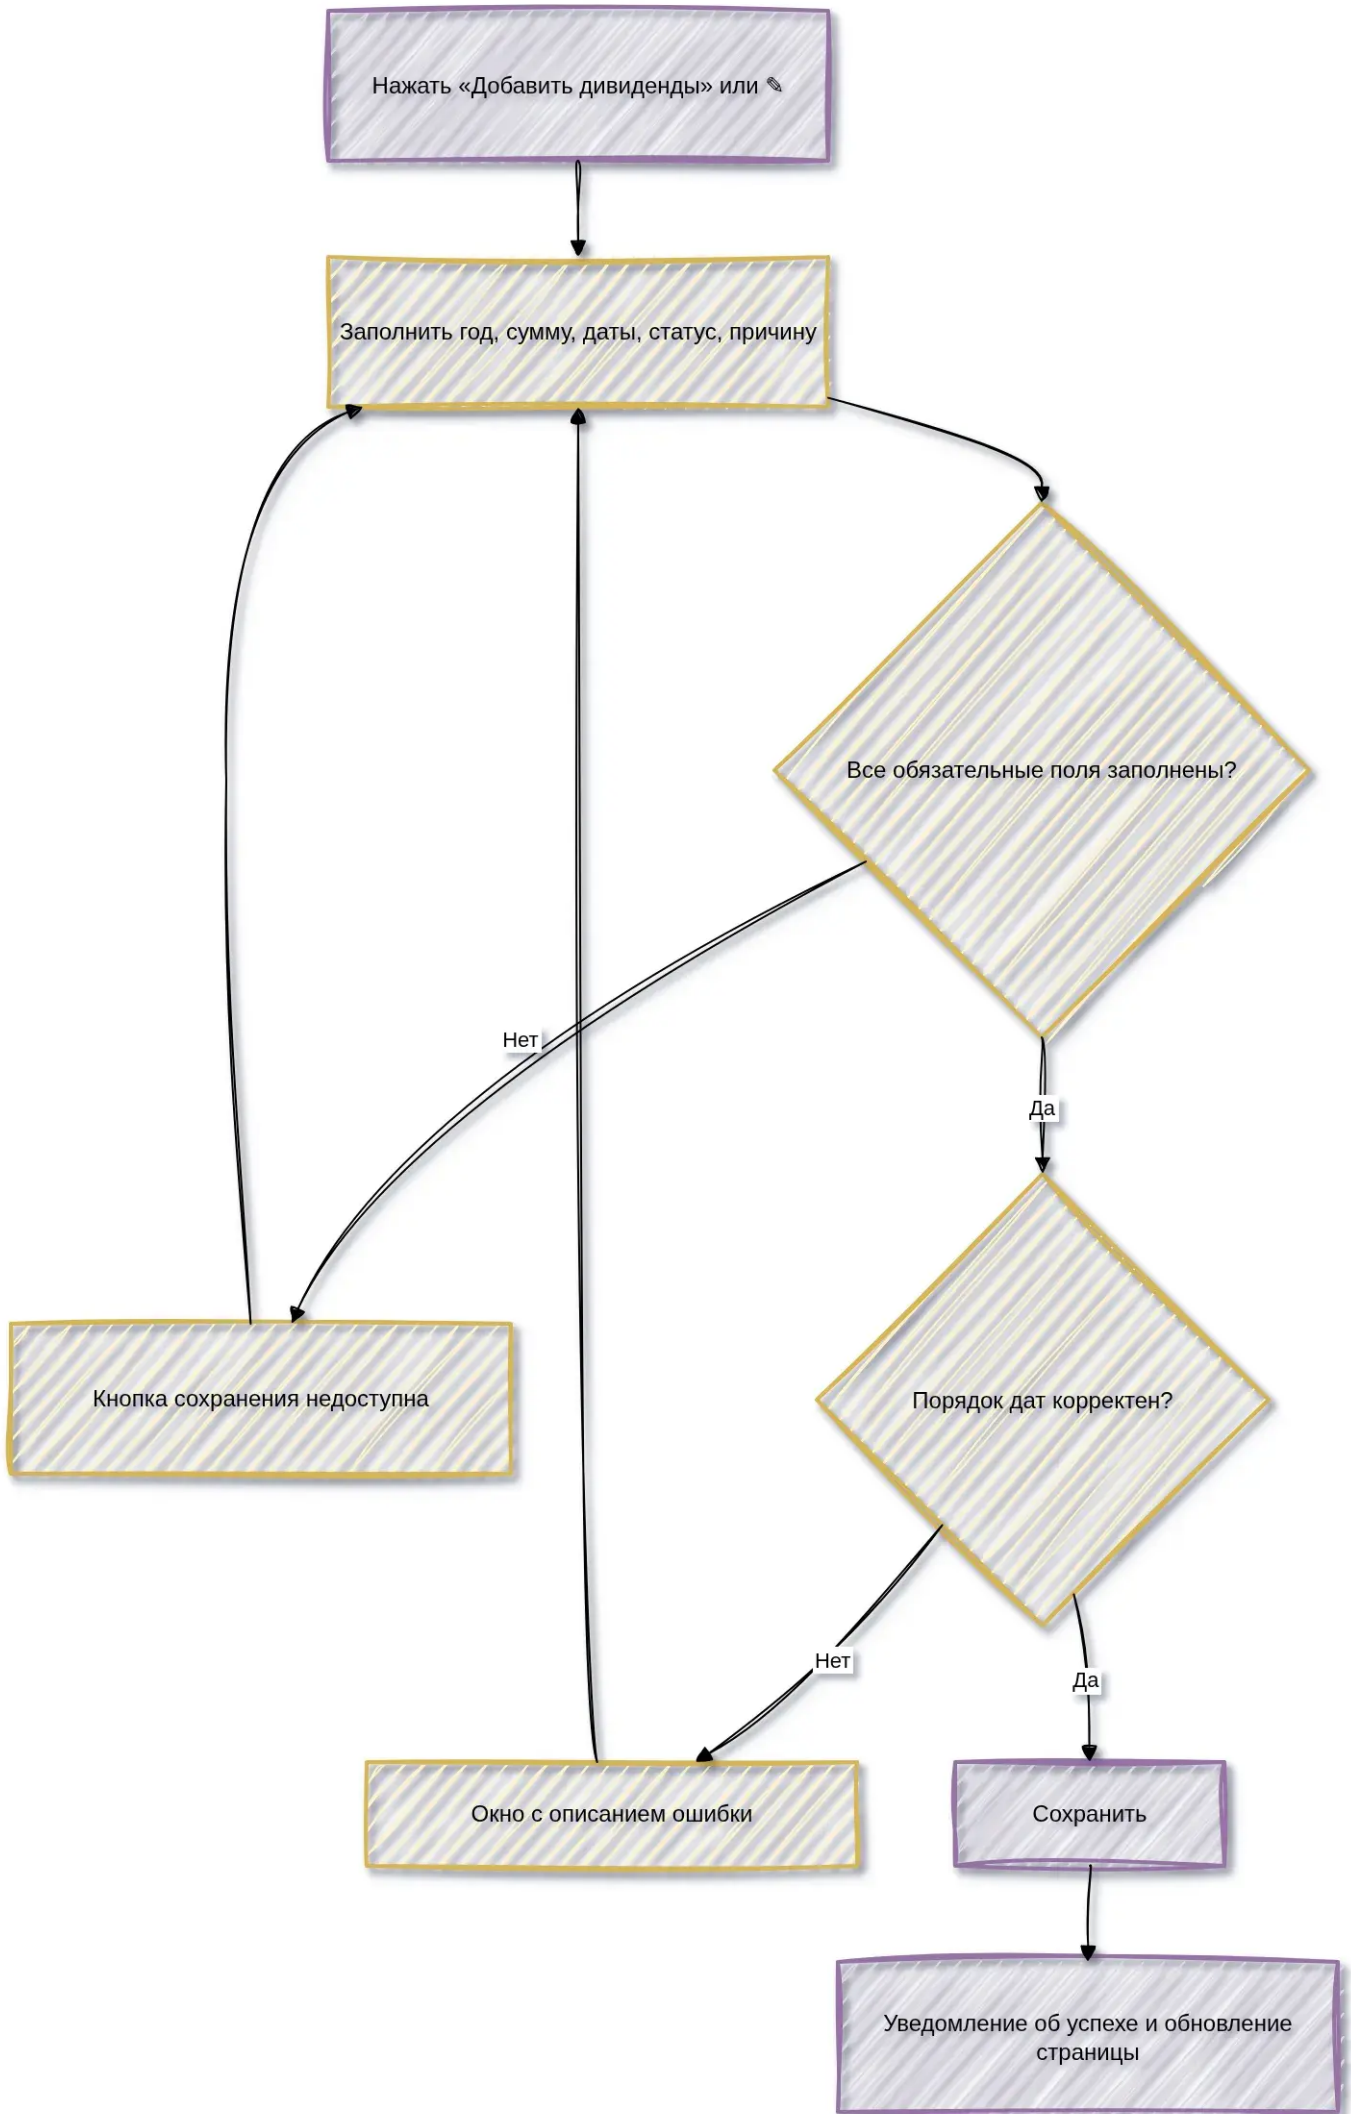 Нажать «Добавить дивиденды» или ✎
Заполнить год, сумму, даты, статус, причину
Все обязательные поля заполнены?
Нет
Да
Кнопка сохранения недоступна
Порядок дат корректен?
Нет
Да
Окно с описанием ошибки
Сохранить
Уведомление об успехе и обновление
страницы